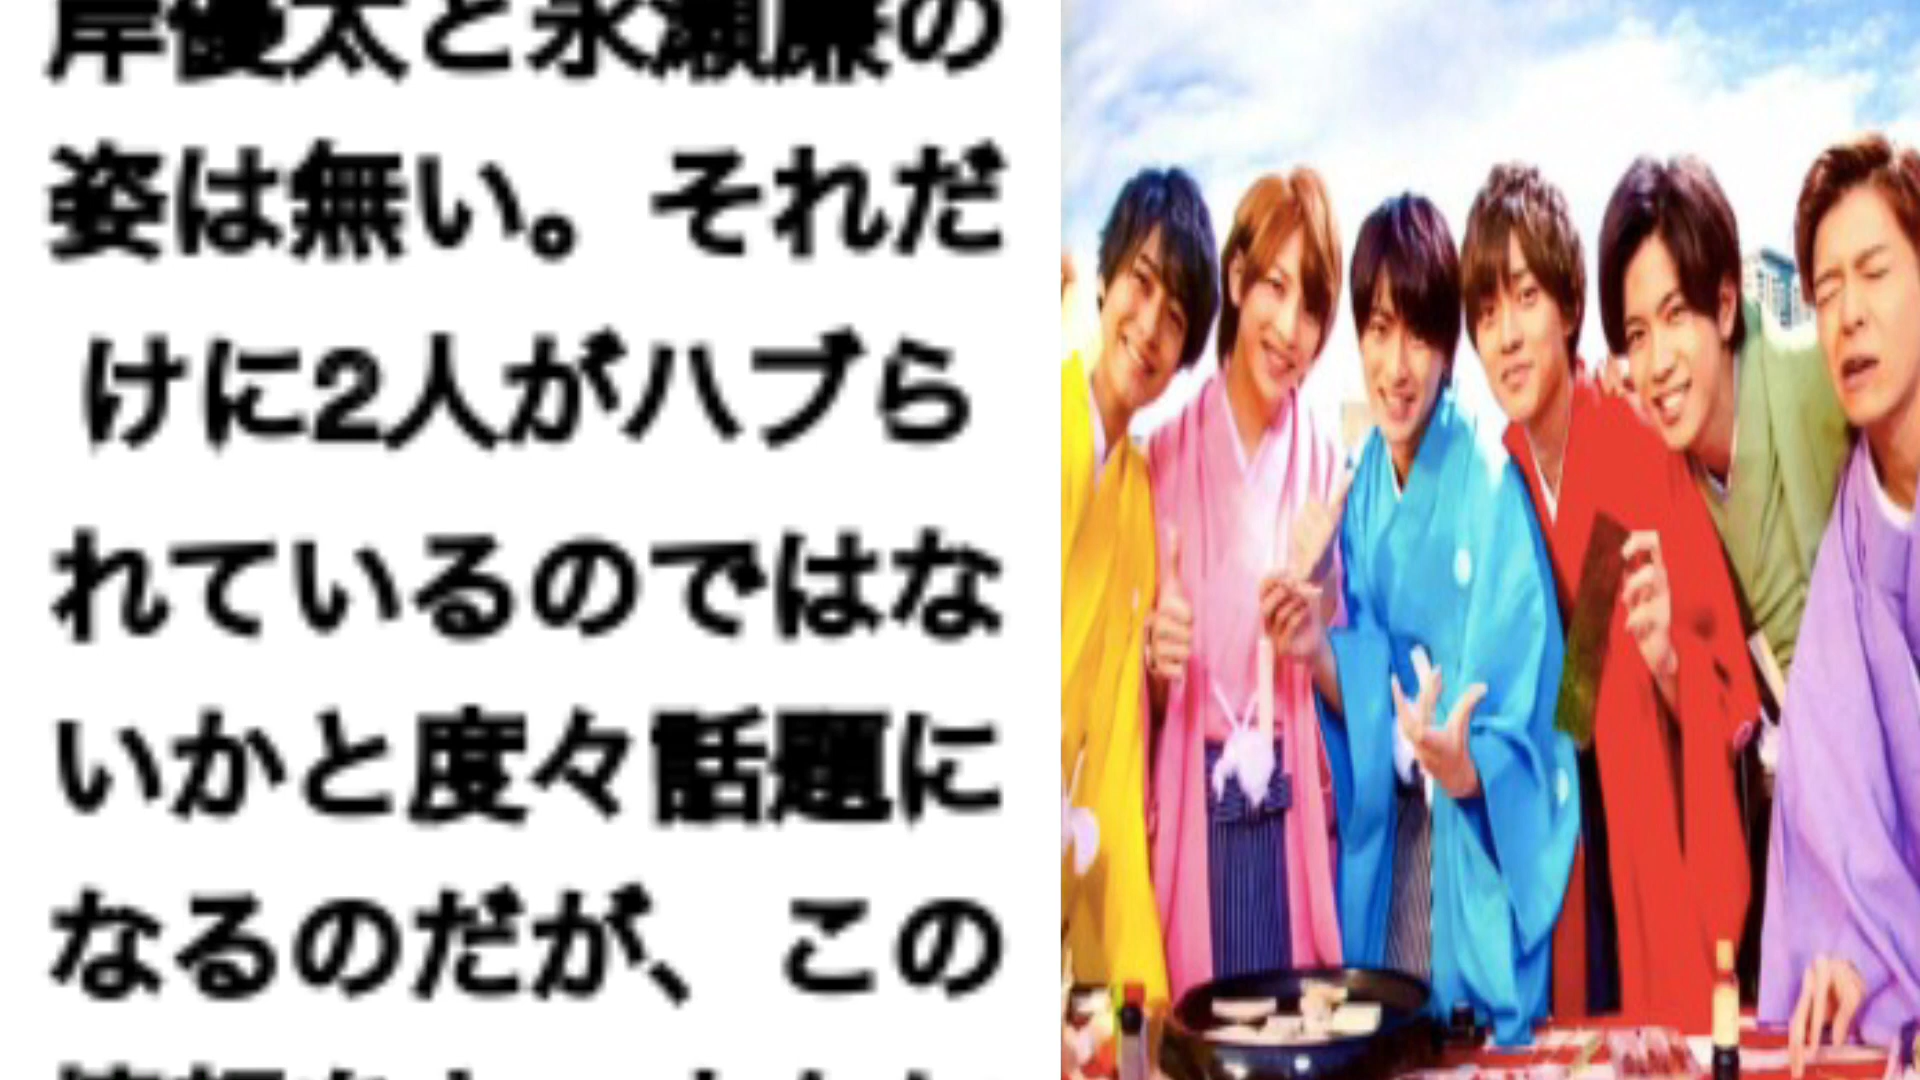 岸優太と永瀬廉の
姿は無い。それだ
けに2人がハブら
れているのではな
いかと度々話題に
なるのだが、この